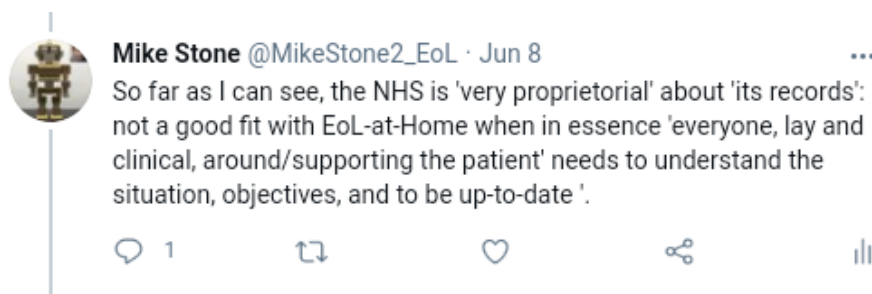 Mike Stone @MikeStone2_EoL · Jun 8
So far as I can see, the NHS is 'very proprietorial' about 'its records':
not a good fit with EoL-at-Home when in essence 'everyone, lay and
clinical, around/supporting the patient' needs to understand the
situation, objectives, and to be up-to-date '.
1